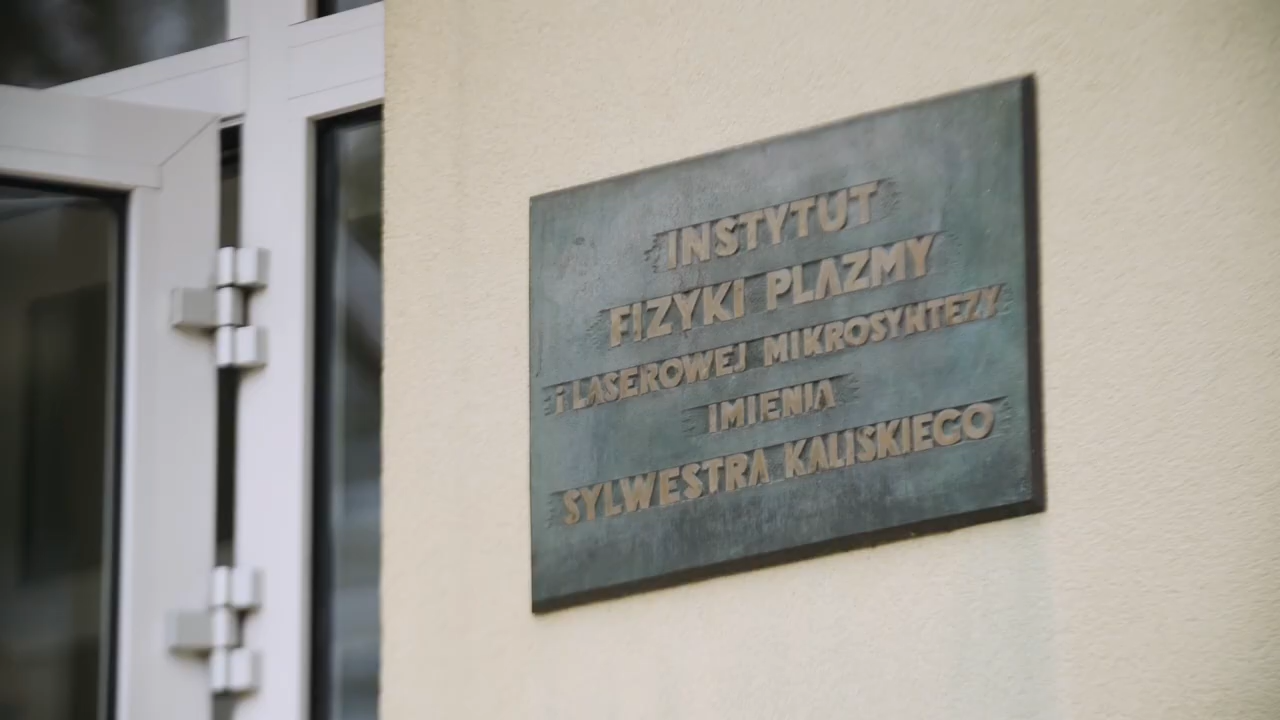 INSTYTUT
FIZYKI PLAZMY
i LASEROWEJ MIKROSYNTEZY
IMIENIA
SYLWESTRA KALISKIEGO